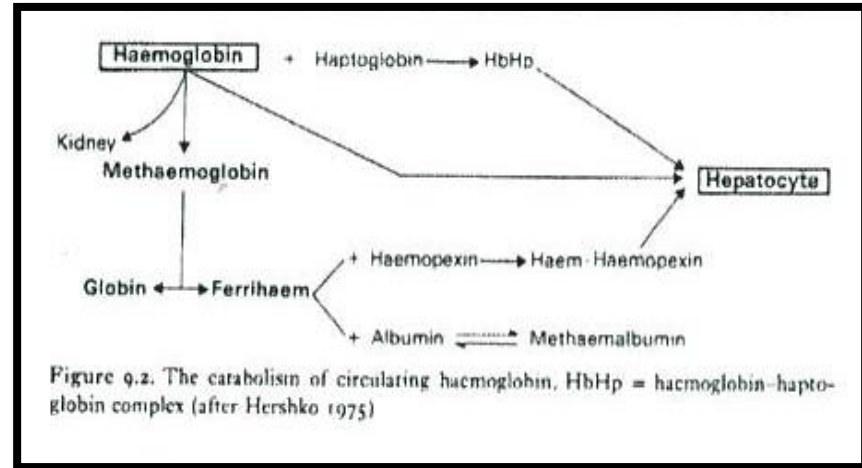 Haemoglobin + Haptoglobin HbHp
Kidney
Methaemoglobin
Hepatocyte
+ Haemopexin Haem·Haemopexin
Globin Ferrihaem
+ Albumin Methaemalbumin
Figure 9.2. The catabolism of circulating haemoglobin, HbHp = haemoglobin–hapto-
globin complex (after Hershko 1975)